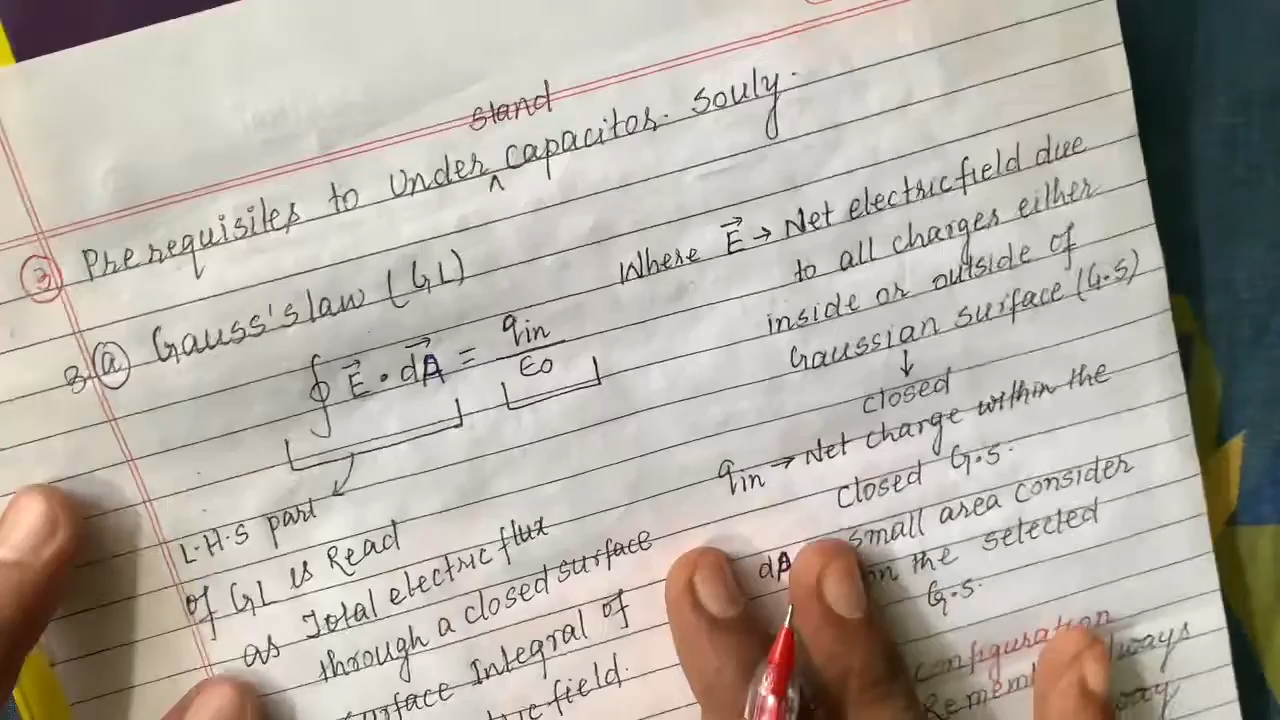 ③ Prerequisites to Under^stand capacitor. souly.
3 ⓐ Gauss's law (GL)
∮ E⃗ • dA⃗ = qin / ε0
L.H.S part
of GL is Read
as Total electric flux
through a closed surface
Integral of
field.
Where E⃗ → Net electric field due
to all charges either
inside or outside of
Gaussian surface (G.S)
↓
closed
qin → Net charge within the
closed G.S.
dA small area consider
on the selected
G.S.
configuration